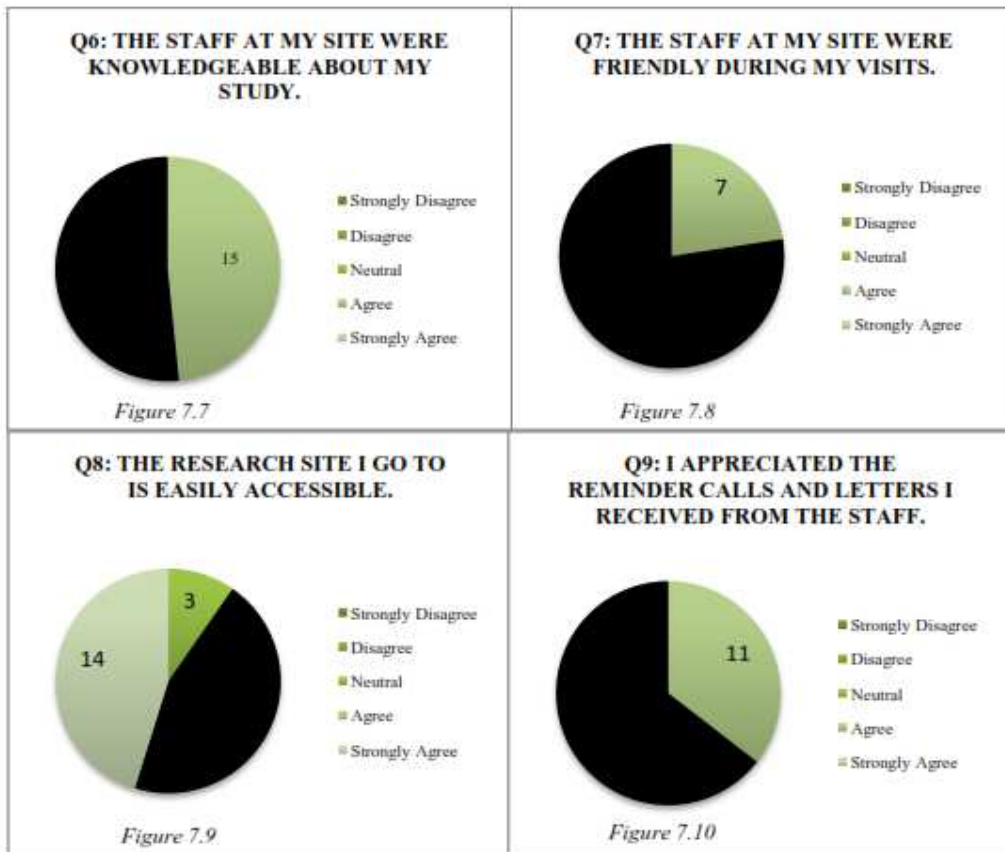 Q6: THE STAFF AT MY SITE WERE
KNOWLEDGEABLE ABOUT MY
STUDY.
15
Strongly Disagree
Disagree
Neutral
Agree
Strongly Agree
Figure 7.7
Q7: THE STAFF AT MY SITE WERE
FRIENDLY DURING MY VISITS.
7
Strongly Disagree
Disagree
Neutral
Agree
Strongly Agree
Figure 7.8
Q8: THE RESEARCH SITE I GO TO
IS EASILY ACCESSIBLE.
3
14
Strongly Disagree
Disagree
Neutral
Agree
Strongly Agree
Figure 7.9
Q9: I APPRECIATED THE
REMINDER CALLS AND LETTERS I
RECEIVED FROM THE STAFF.
11
Strongly Disagree
Disagree
Neutral
Agree
Strongly Agree
Figure 7.10